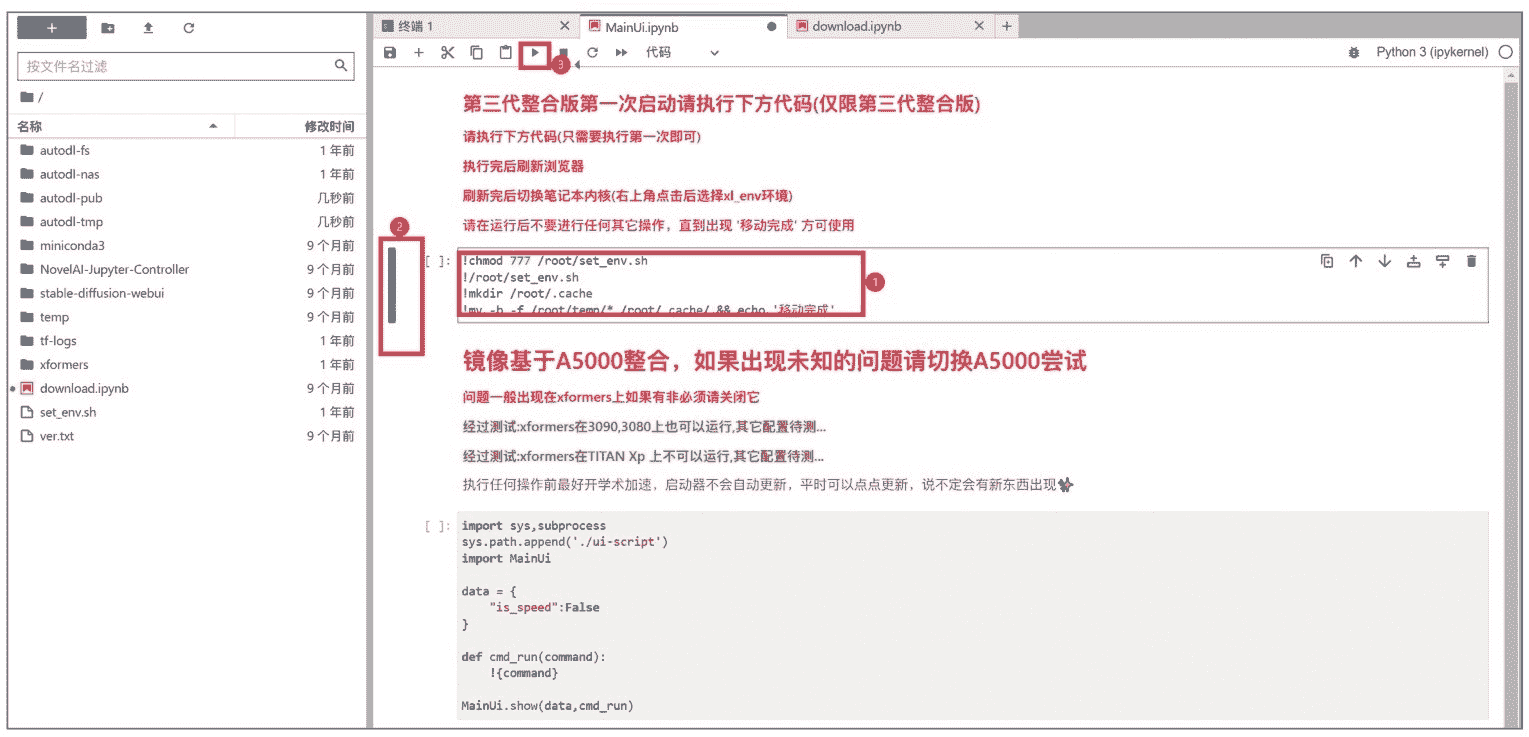 +
终端 1
MainUi.ipynb
download.ipynb
代码
Python 3 (ipykernel)
3
按文件名过滤
/
名称 修改时间
autodl-fs 1 年前
autodl-nas 1 年前
autodl-pub 几秒前
autodl-tmp 几秒前
miniconda3 9 个月前
NovelAI-Jupyter-Controller 9 个月前
stable-diffusion-webui 9 个月前
temp 9 个月前
tf-logs 1 年前
xformers 1 年前
download.ipynb 9 个月前
set_env.sh 1 年前
ver.txt 9 个月前
第三代整合版第一次启动请执行下方代码(仅限第三代整合版)
请执行下方代码(只需要执行第一次即可)
执行完后刷新浏览器
刷新完后切换笔记本内核(右上角点击后选择xl_env环境)
请在运行后不要进行任何其它操作，直到出现 '移动完成' 方可使用
2
[ ]:
!chmod 777 /root/set_env.sh
!/root/set_env.sh
!mkdir /root/.cache
!mv -b -f /root/temp/* /root/.cache/ && echo '移动完成'
1
镜像基于A5000整合，如果出现未知的问题请切换A5000尝试
问题一般出现在xformers上如果有非必须请关闭它
经过测试:xformers在3090,3080上也可以运行,其它配置待测...
经过测试:xformers在TITAN Xp 上不可以运行,其它配置待测...
执行任何操作前最好开学术加速，启动器不会自动更新，平时可以点点更新，说不定会有新东西出现
[ ]:
import sys,subprocess
sys.path.append('./ui-script')
import MainUi
data = {
"is_speed":False
}
def cmd_run(command):
!{command}
MainUi.show(data,cmd_run)